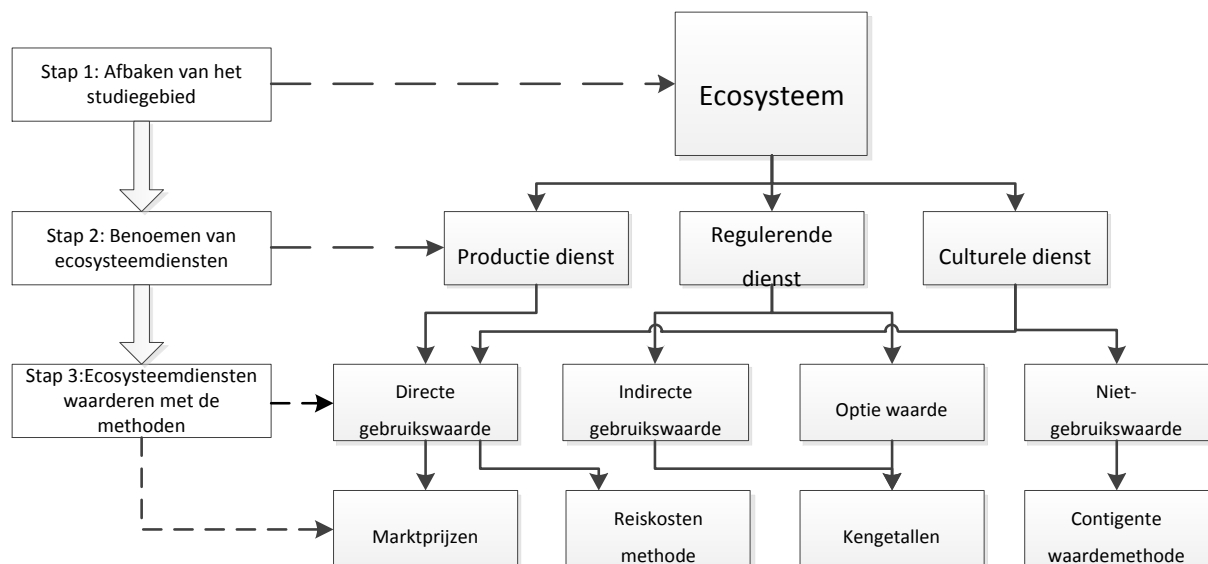 Stap 1: Afbaken van het
studiegebied
Ecosysteem
Stap 2: Benoemen van
ecosysteemdiensten
Productie dienst
Regulerende
dienst
Culturele dienst
Stap 3:Ecosysteemdiensten
waarderen met de
methoden
Directe
gebruikswaarde
Indirecte
gebruikswaarde
Optie waarde
Niet-
gebruikswaarde
Marktprijzen
Reiskosten
methode
Kengetallen
Contigente
waardemethode